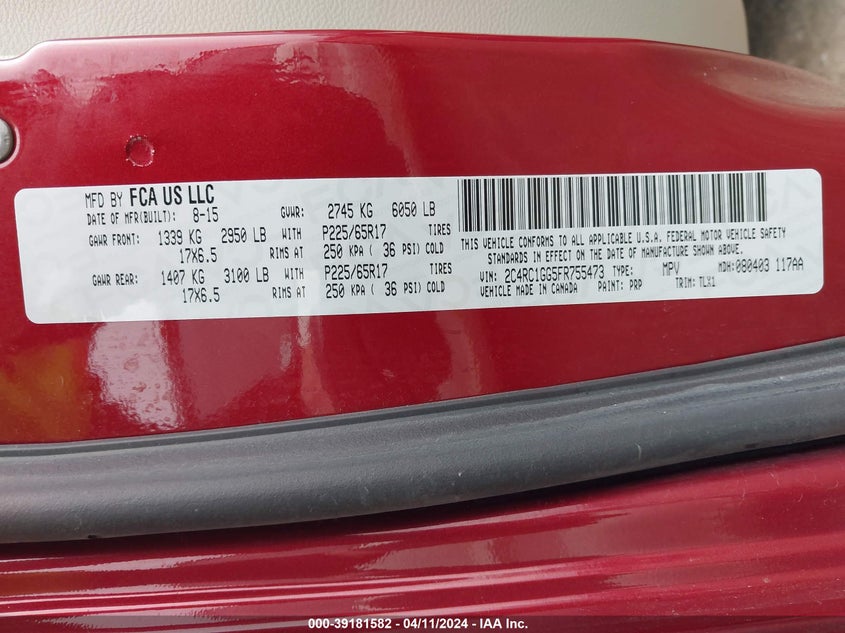 MFD BY FCA US LLC
DATE OF MFR(BUILT): 8-15 GVWR: 2745 KG 6050 LB
GAWR FRONT: 1339 KG 2950 LB WITH P225/65R17 TIRES
17X6.5 RIMS AT 250 KPA ( 36 PSI) COLD
GAWR REAR: 1407 KG 3100 LB WITH P225/65R17 TIRES
17X6.5 RIMS AT 250 KPA ( 36 PSI) COLD
THIS VEHICLE CONFORMS TO ALL APPLICABLE U.S.A. FEDERAL MOTOR VEHICLE SAFETY
STANDARDS IN EFFECT ON THE DATE OF MANUFACTURE SHOWN ABOVE.
VIN: 2C4RC1GG5FR755473 TYPE: MPV MDH:080403 117AA
VEHICLE MADE IN CANADA PAINT: PRP TRIM: TLX1
000-39181582 - 04/11/2024 - IAA Inc.